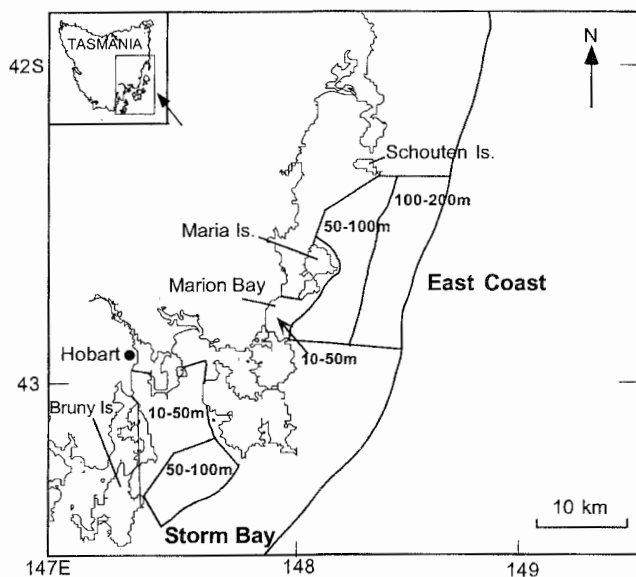 TASMANIA
N
42S
Schouten Is.
100-200m
50-100m
Maria Is.
Marion Bay
East Coast
Hobart
10-50m
43
Bruny Is
10-50m
50-100m
10 km
Storm Bay
147E
148
149